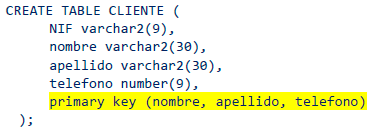 CREATE TABLE CLIENTE (
NIF varchar2(9),
nombre varchar2(30),
apellido varchar2(30),
telefono number(9),
primary key (nombre, apellido, telefono)
);